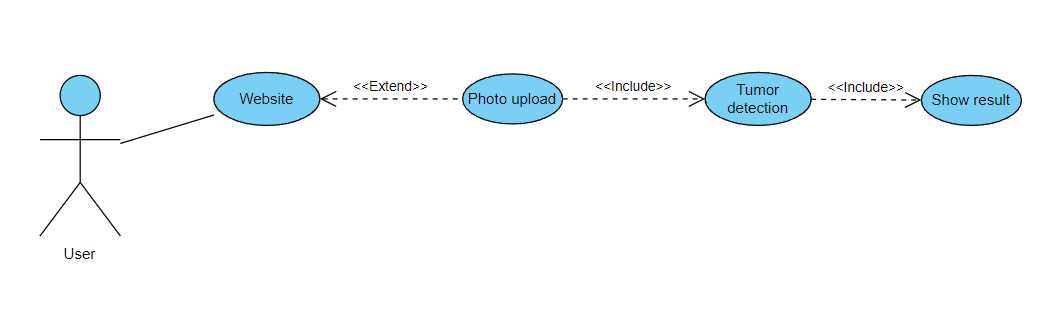 Website
<<Extend>>
Photo upload
<<Include>>
Tumor
detection
<<Include>>
Show result
User